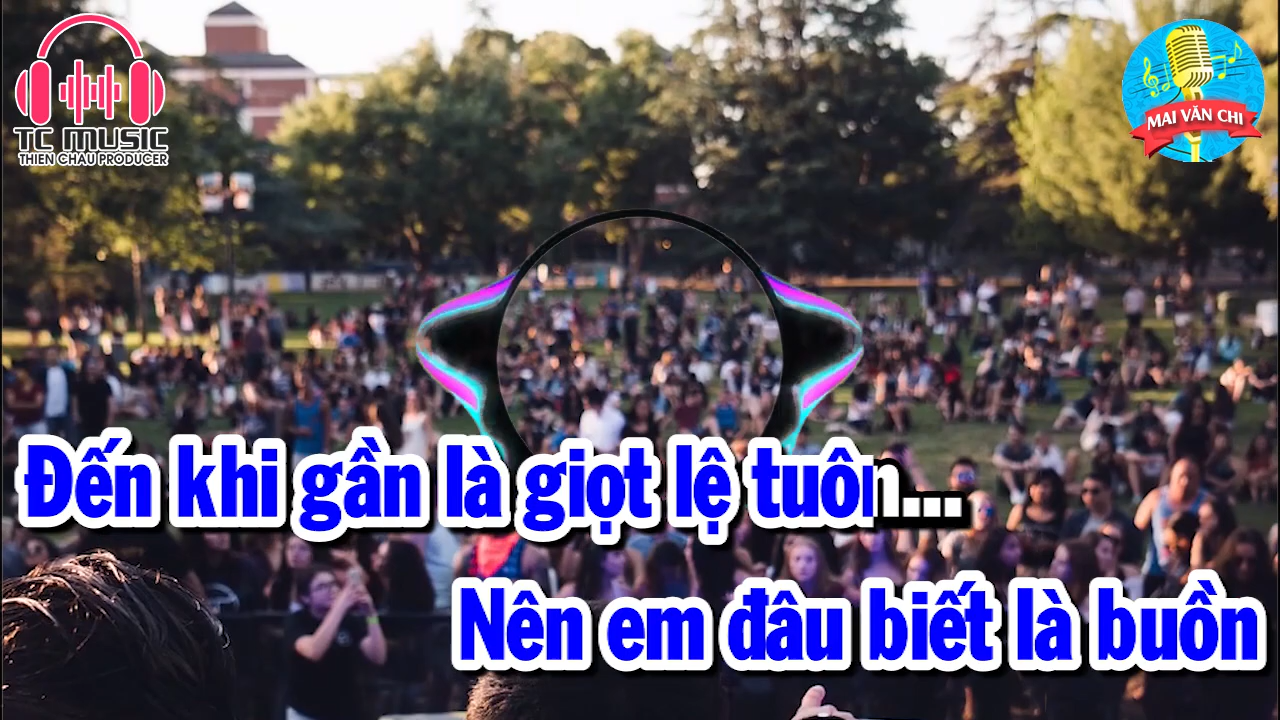 TC MUSIC
THIEN CHAU PRODUCER
MAI VĂN CHI
Đến khi gần là giọt lệ tuôn...
Nên em đâu biết là buồn